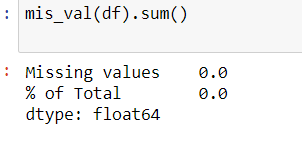 : mis_val(df).sum()
: Missing values 0.0
% of Total 0.0
dtype: float64